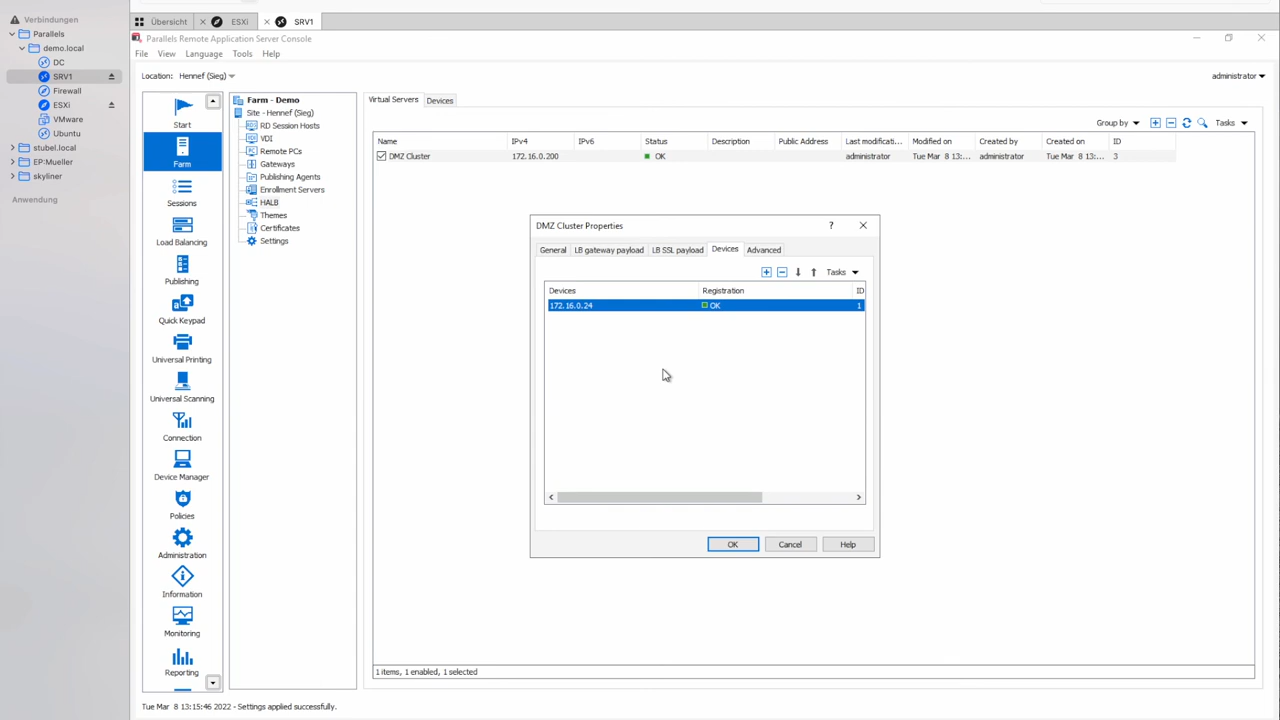 Verbindungen
Parallels
demo.local
DC
SRV1
Firewall
ESXi
VMware
Ubuntu
stubel.local
EP:Mueller
skyliner
Anwendung
Übersicht
ESXi
SRV1
Parallels Remote Application Server Console
File View Language Tools Help
Location: Hennef (Sieg)
administrator
Start
Farm
Sessions
Load Balancing
Publishing
Quick Keypad
Universal Printing
Universal Scanning
Connection
Device Manager
Policies
Administration
Information
Monitoring
Reporting
Farm - Demo
Site - Hennef (Sieg)
RD Session Hosts
VDI
Remote PCs
Gateways
Publishing Agents
Enrollment Servers
HALB
Themes
Certificates
Settings
Virtual Servers Devices
Group by Tasks
Name IPv4 IPv6 Status Description Public Address Last modificati... Modified on Created by Created on ID
DMZ Cluster 172.16.0.200 OK administrator Tue Mar 8 13:... administrator Tue Mar 8 13:... 3
DMZ Cluster Properties ?
General LB gateway payload LB SSL payload Devices Advanced
Tasks
Devices Registration ID
172.16.0.24 OK 1
OK Cancel Help
1 items, 1 enabled, 1 selected
Tue Mar 8 13:15:46 2022 - Settings applied successfully.